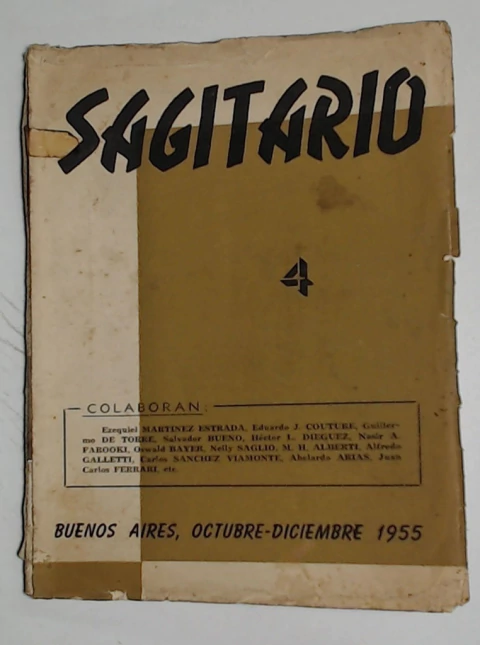 SAGITARIO
4
COLABORAN:
Ezequiel MARTINEZ ESTRADA, Eduardo J. COUTURE, Guiller-
mo DE TORRE, Salvador BUENO, Héctor L. DIEGUEZ, Nasir A.
FAROOKI, Oswald BAYER, Nelly SAGLIO, M. H. ALBERTI, Alfredo
GALLETTI, Carlos SANCHEZ VIAMONTE, Abelardo ARIAS, Juan
Carlos FERRARI, etc.
BUENOS AIRES, OCTUBRE-DICIEMBRE 1955